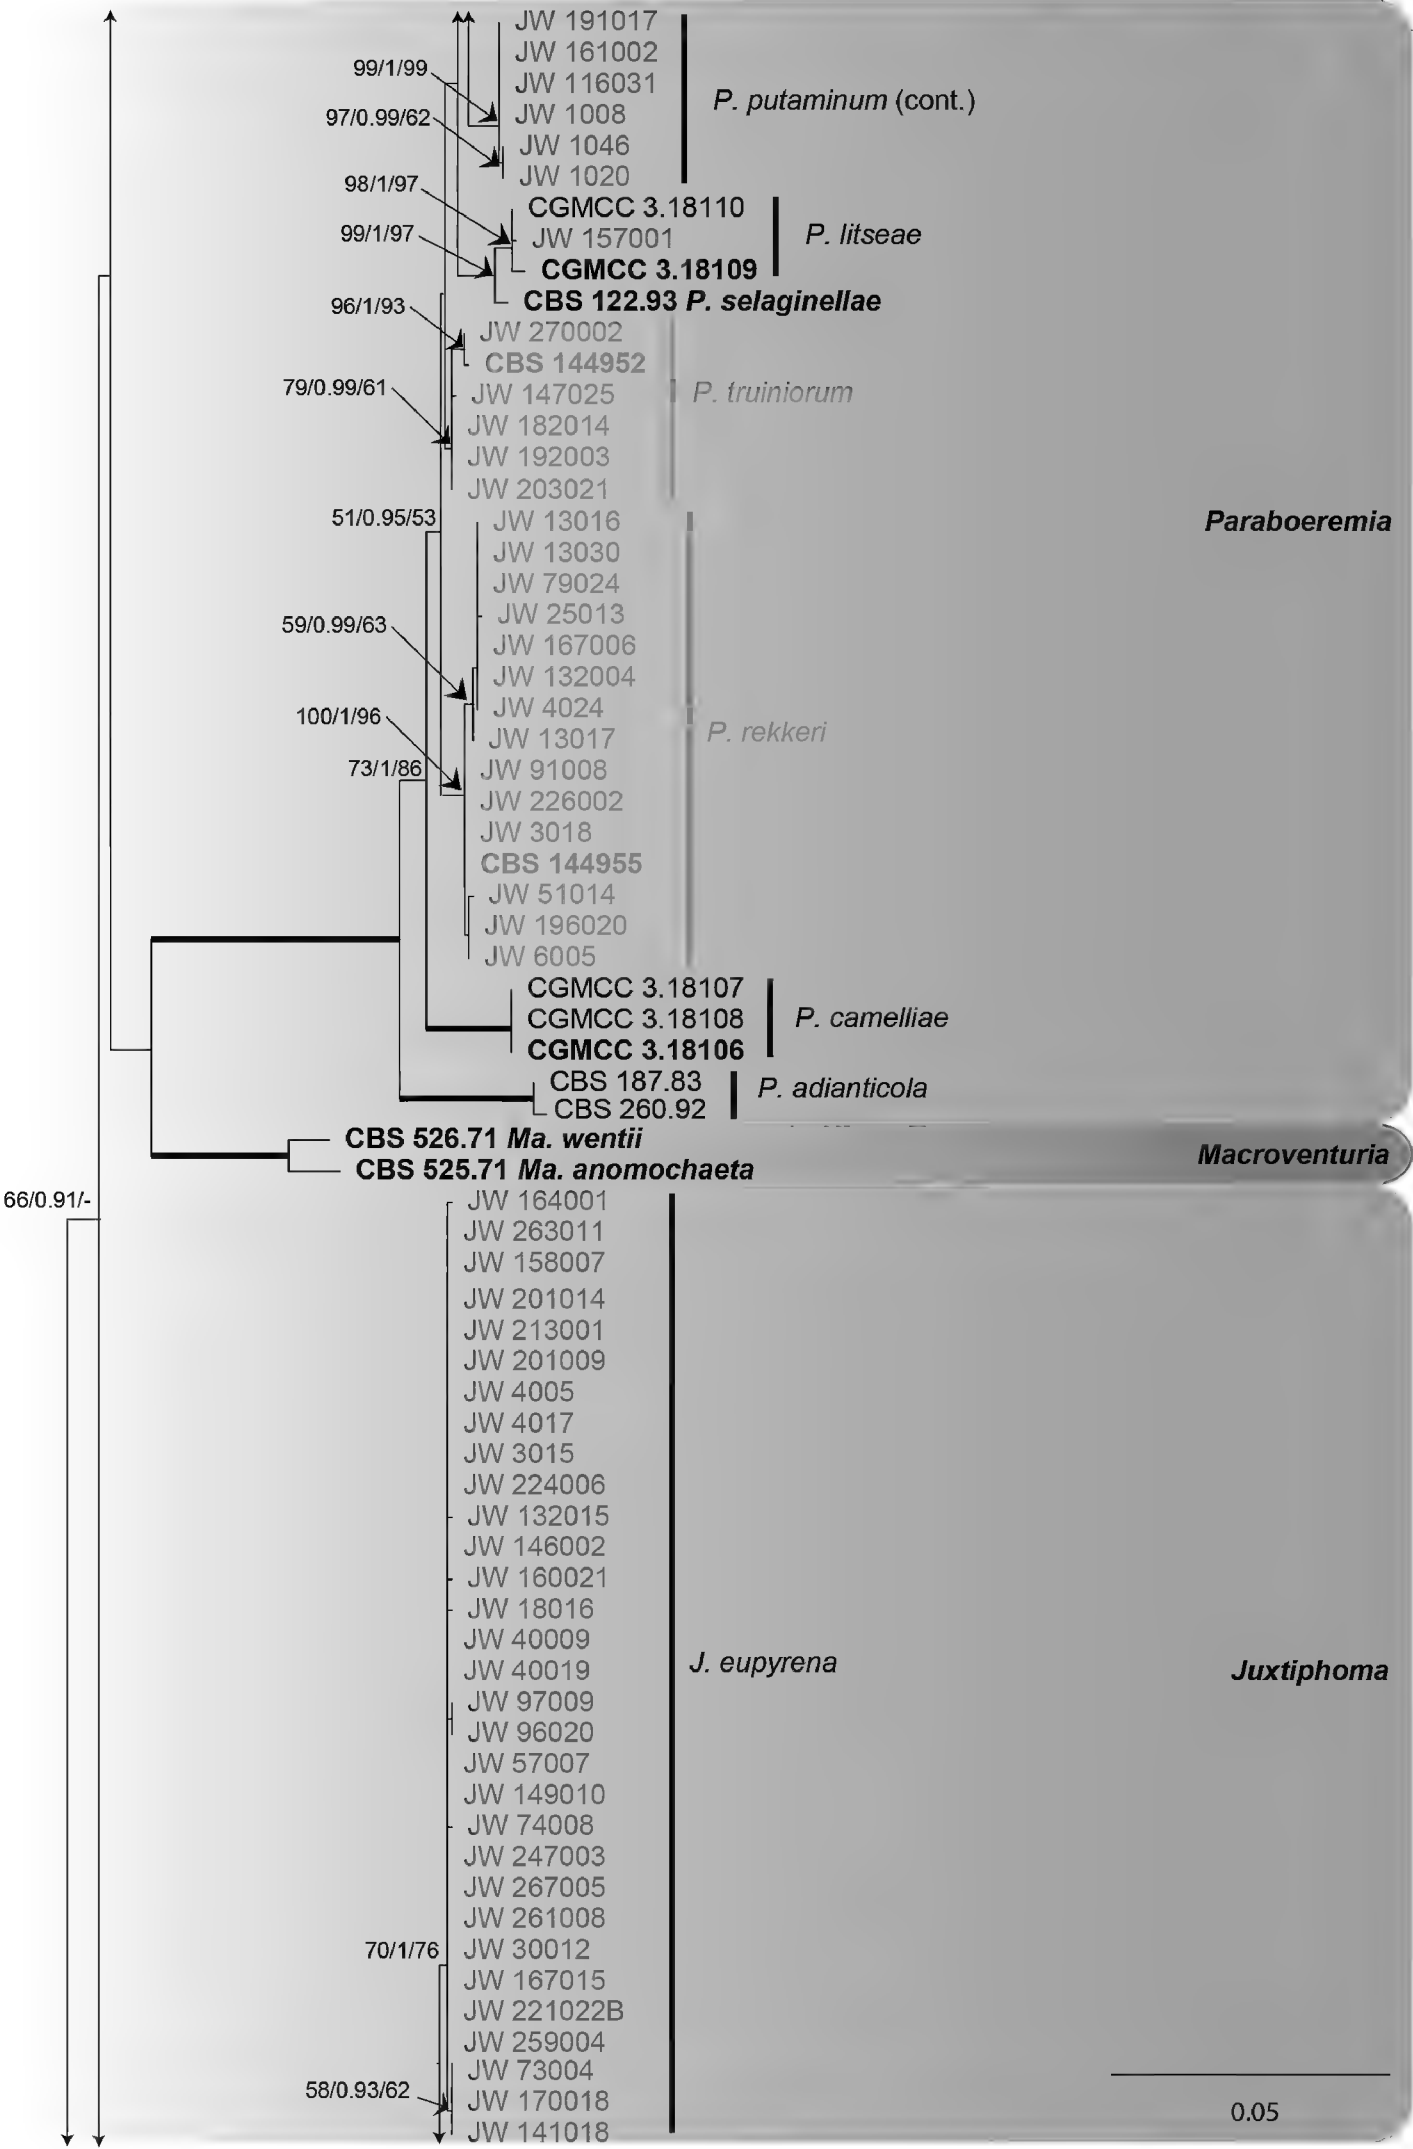 JW 191017
JW 161002
99/1/99
JW 116031
P. putaminum (cont.)
JW 1008
97/0.99/62
JW 1046
JW 1020
98/1/97
CGMCC 3.18110
99/1/97
JW 157001
P. litseae
CGMCC 3.18109
CBS 122.93 P. selaginellae
96/1/93
JW 270002
CBS 144952
79/0.99/61
JW 147025
P. truiniorum
JW 182014
JW 192003
JW 203021
51/0.95/53
JW 13016
Paraboeremia
JW 13030
JW 79024
JW 25013
59/0.99/63
JW 167006
JW 132004
JW 4024
100/1/96
JW 13017
P. rekkeri
73/1/86
JW 91008
JW 226002
JW 3018
CBS 144955
JW 51014
JW 196020
JW 6005
CGMCC 3.18107
CGMCC 3.18108
P. camelliae
CGMCC 3.18106
CBS 187.83
P. adianticola
CBS 260.92
CBS 526.71 Ma. wentii
Macroventuria
CBS 525.71 Ma. anomochaeta
66/0.91/-
JW 164001
JW 263011
JW 158007
JW 201014
JW 213001
JW 201009
JW 4005
JW 4017
JW 3015
JW 224006
JW 132015
JW 146002
JW 160021
JW 18016
JW 40009
J. eupyrena
Juxtiphoma
JW 40019
JW 97009
JW 96020
JW 57007
JW 149010
JW 74008
JW 247003
JW 267005
JW 261008
70/1/76
JW 30012
JW 167015
JW 221022B
JW 259004
JW 73004
58/0.93/62
JW 170018
0.05
JW 141018